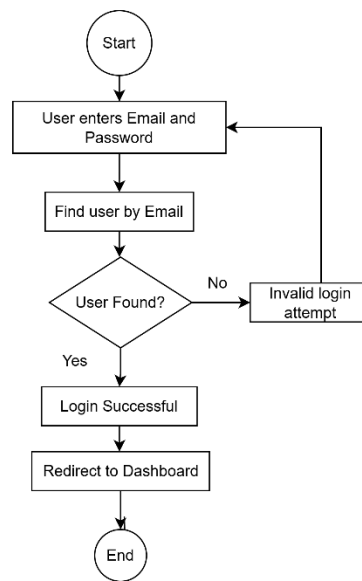 Start
User enters Email and
Password
Find user by Email
User Found?
No
Invalid login
attempt
Yes
Login Successful
Redirect to Dashboard
End